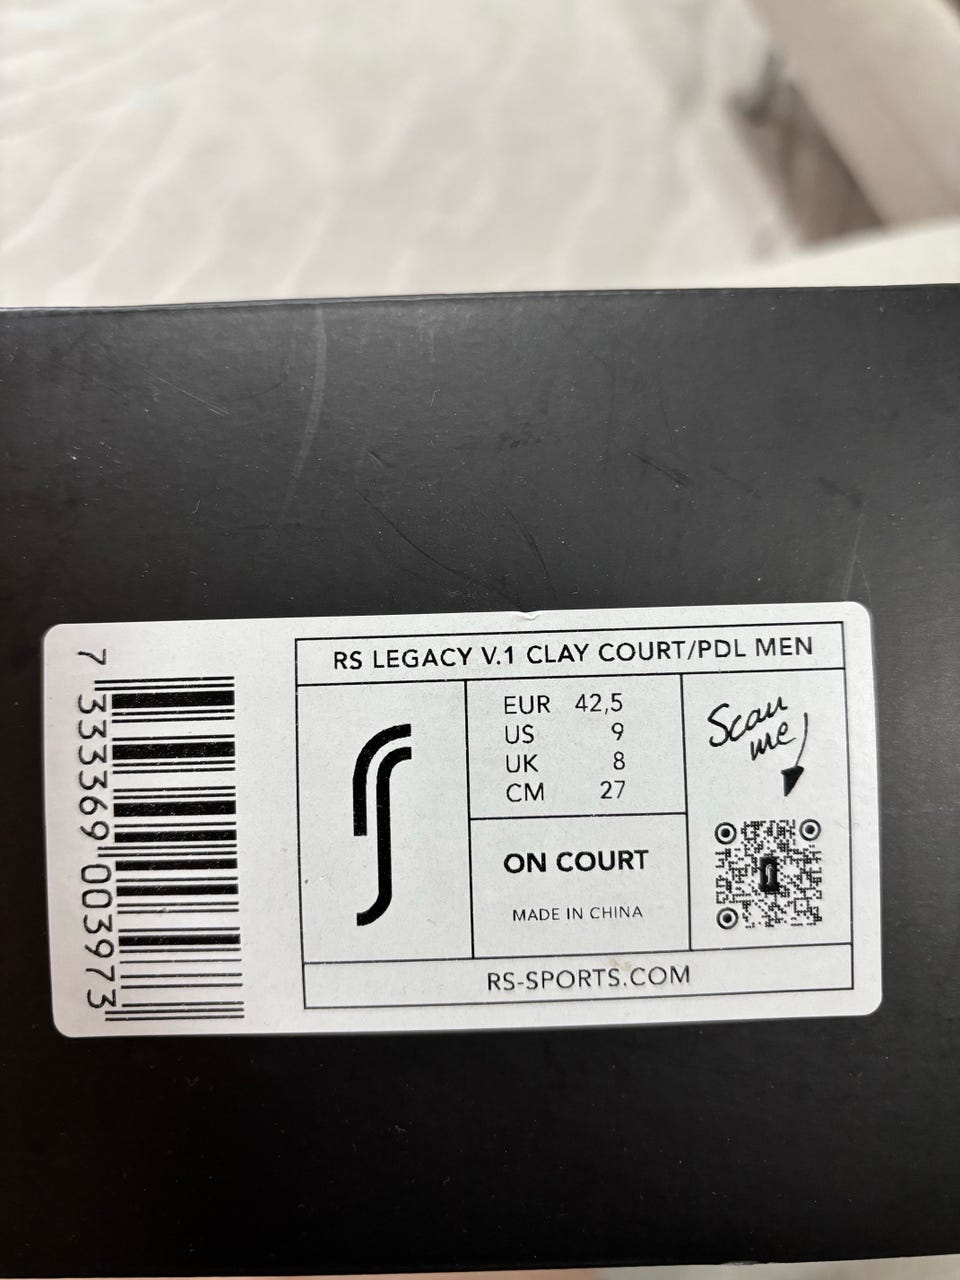 RS LEGACY V.1 CLAY COURT/PDL MEN
EUR 42,5
US 9
UK 8
CM 27
ON COURT
MADE IN CHINA
Scan
me
RS-SPORTS.COM
7 333369 003973